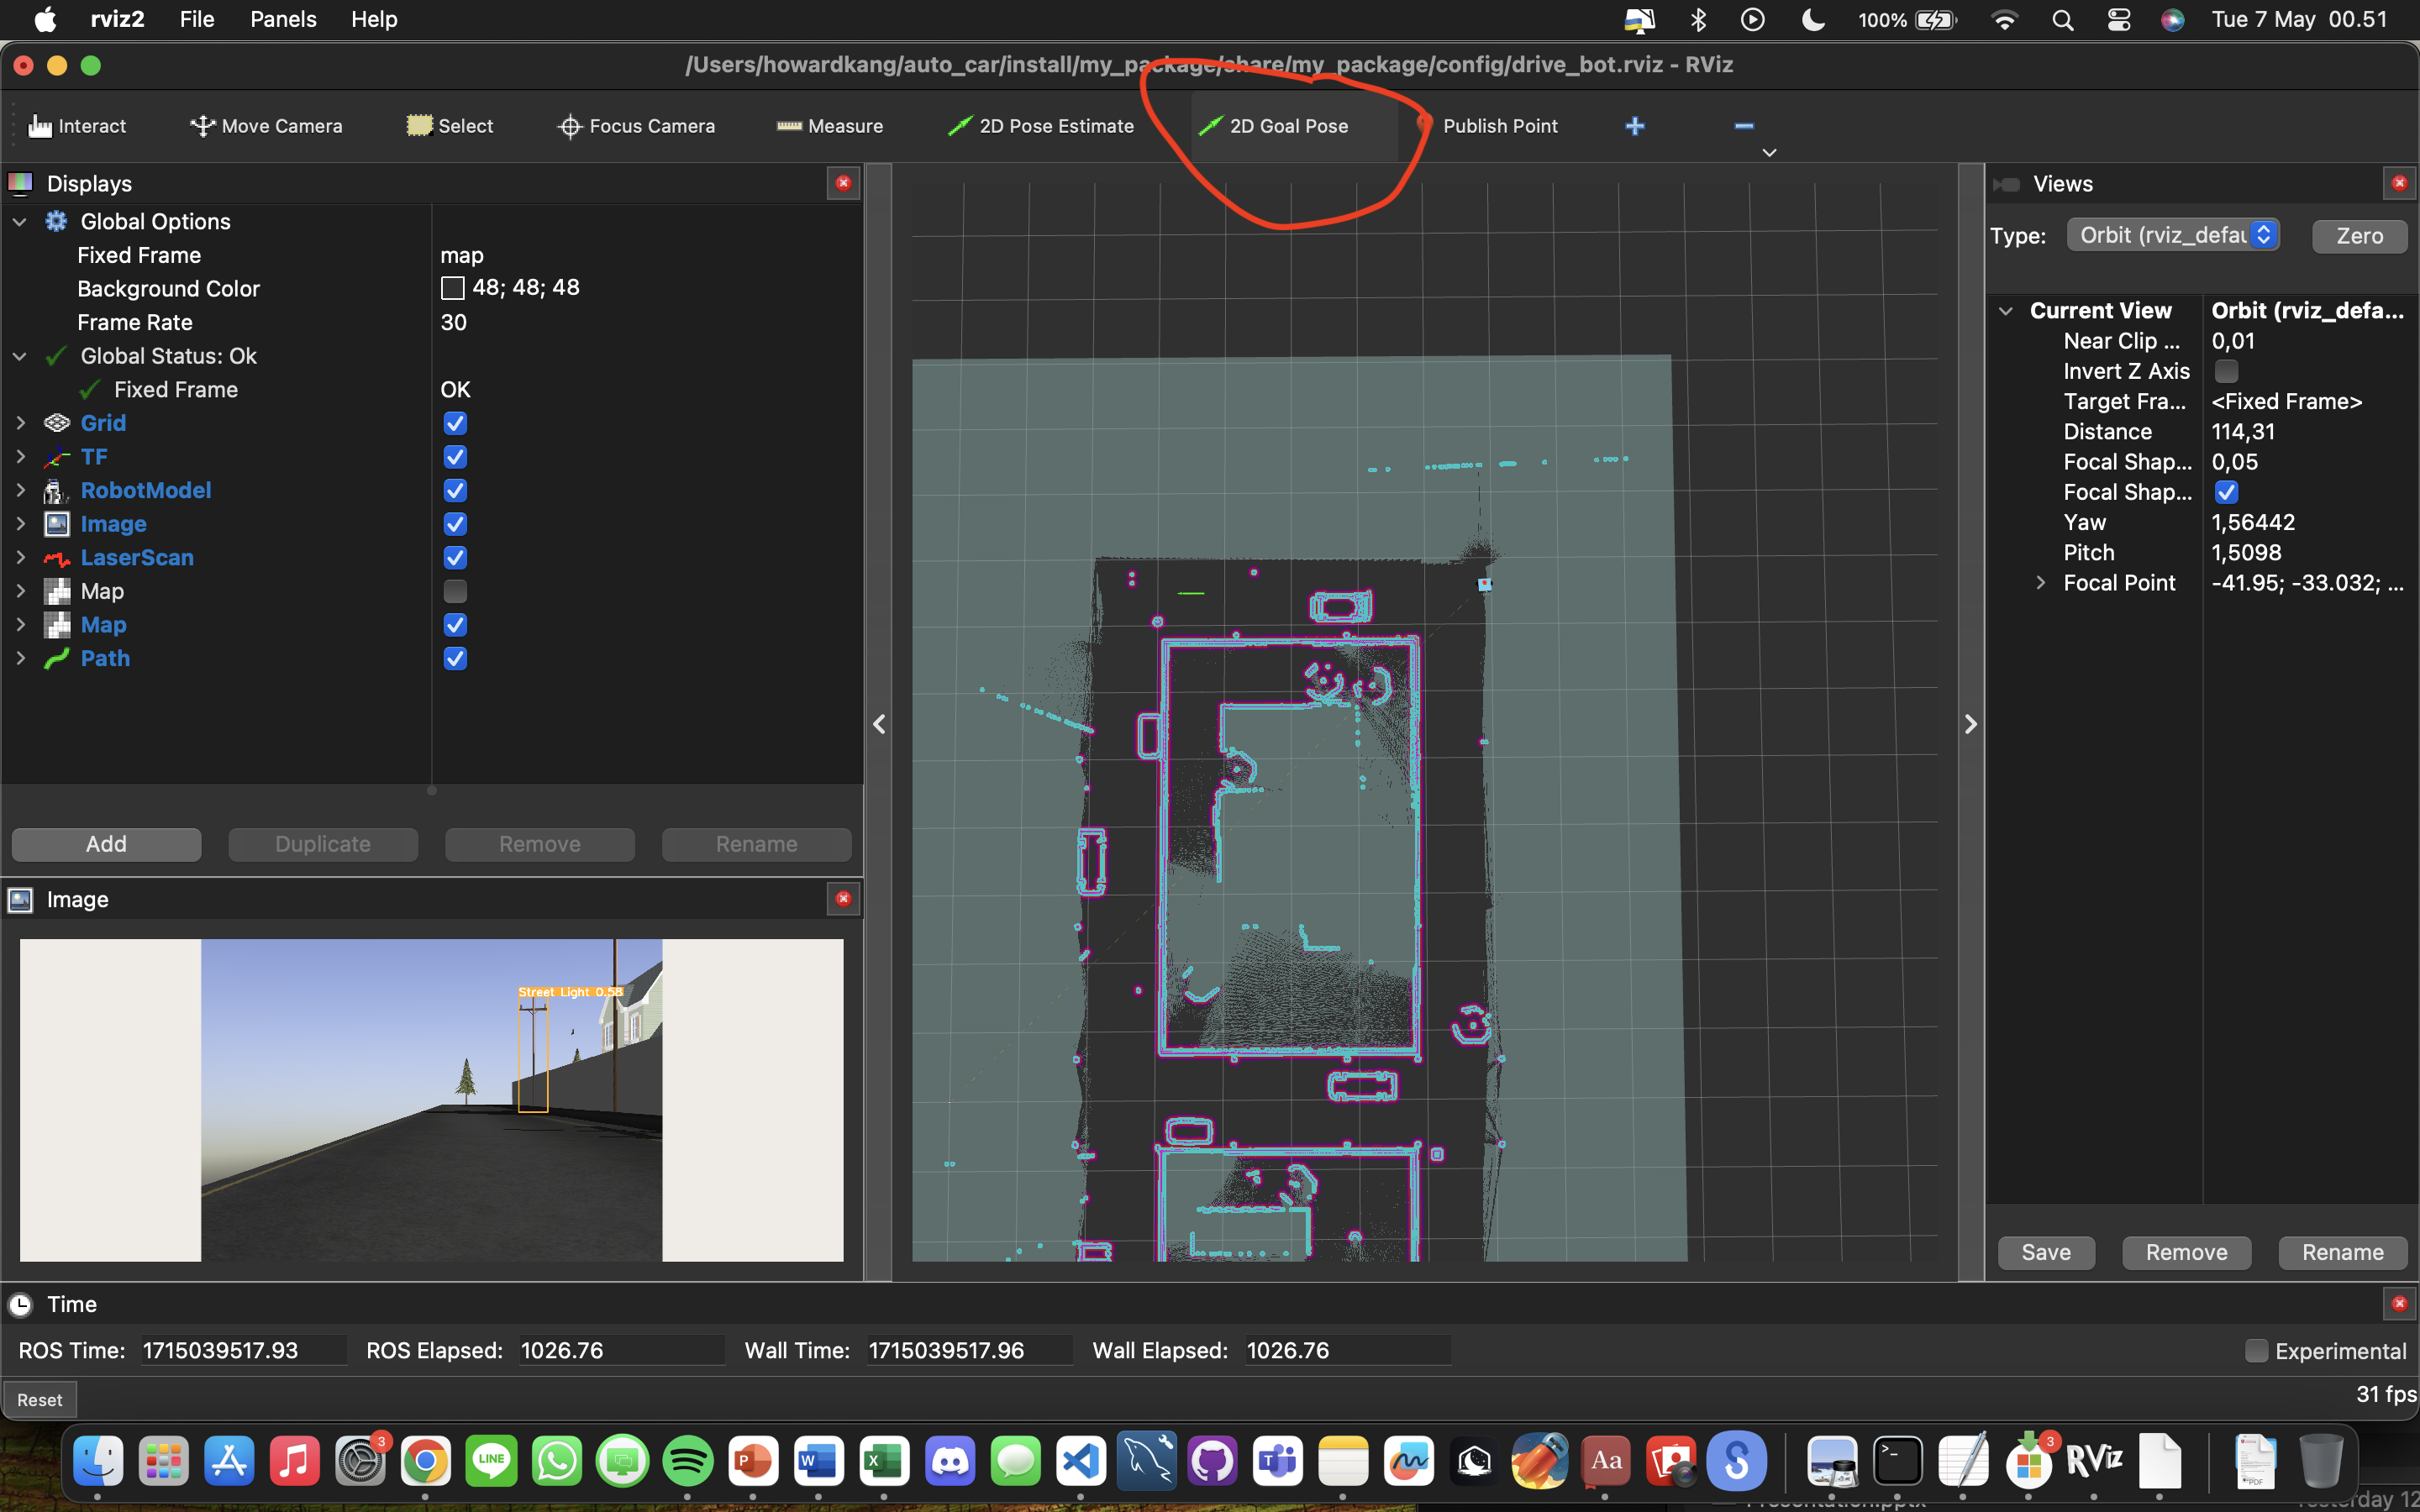 rviz2 File Panels Help 100% Tue 7 May 00.51
/Users/howardkang/auto_car/install/my_package/share/my_package/config/drive_bot.rviz - RViz
Interact Move Camera Select Focus Camera Measure 2D Pose Estimate 2D Goal Pose Publish Point
Displays
Global Options
Fixed Frame map
Background Color 48; 48; 48
Frame Rate 30
Global Status: Ok
Fixed Frame OK
Grid
TF
RobotModel
Image
LaserScan
Map
Map
Path
Add Duplicate Remove Rename
Image
Street Light 0.58
Views
Type: Orbit (rviz_defau Zero
Current View Orbit (rviz_defa...
Near Clip ... 0,01
Invert Z Axis
Target Fra... <Fixed Frame>
Distance 114,31
Focal Shap... 0,05
Focal Shap...
Yaw 1,56442
Pitch 1,5098
Focal Point -41.95; -33.032; ...
Save Remove Rename
Time
ROS Time: 1715039517.93 ROS Elapsed: 1026.76 Wall Time: 1715039517.96 Wall Elapsed: 1026.76 Experimental
Reset 31 fps
3 LINE P W X Aa S 3 RViz PDF
Presentation.pptx